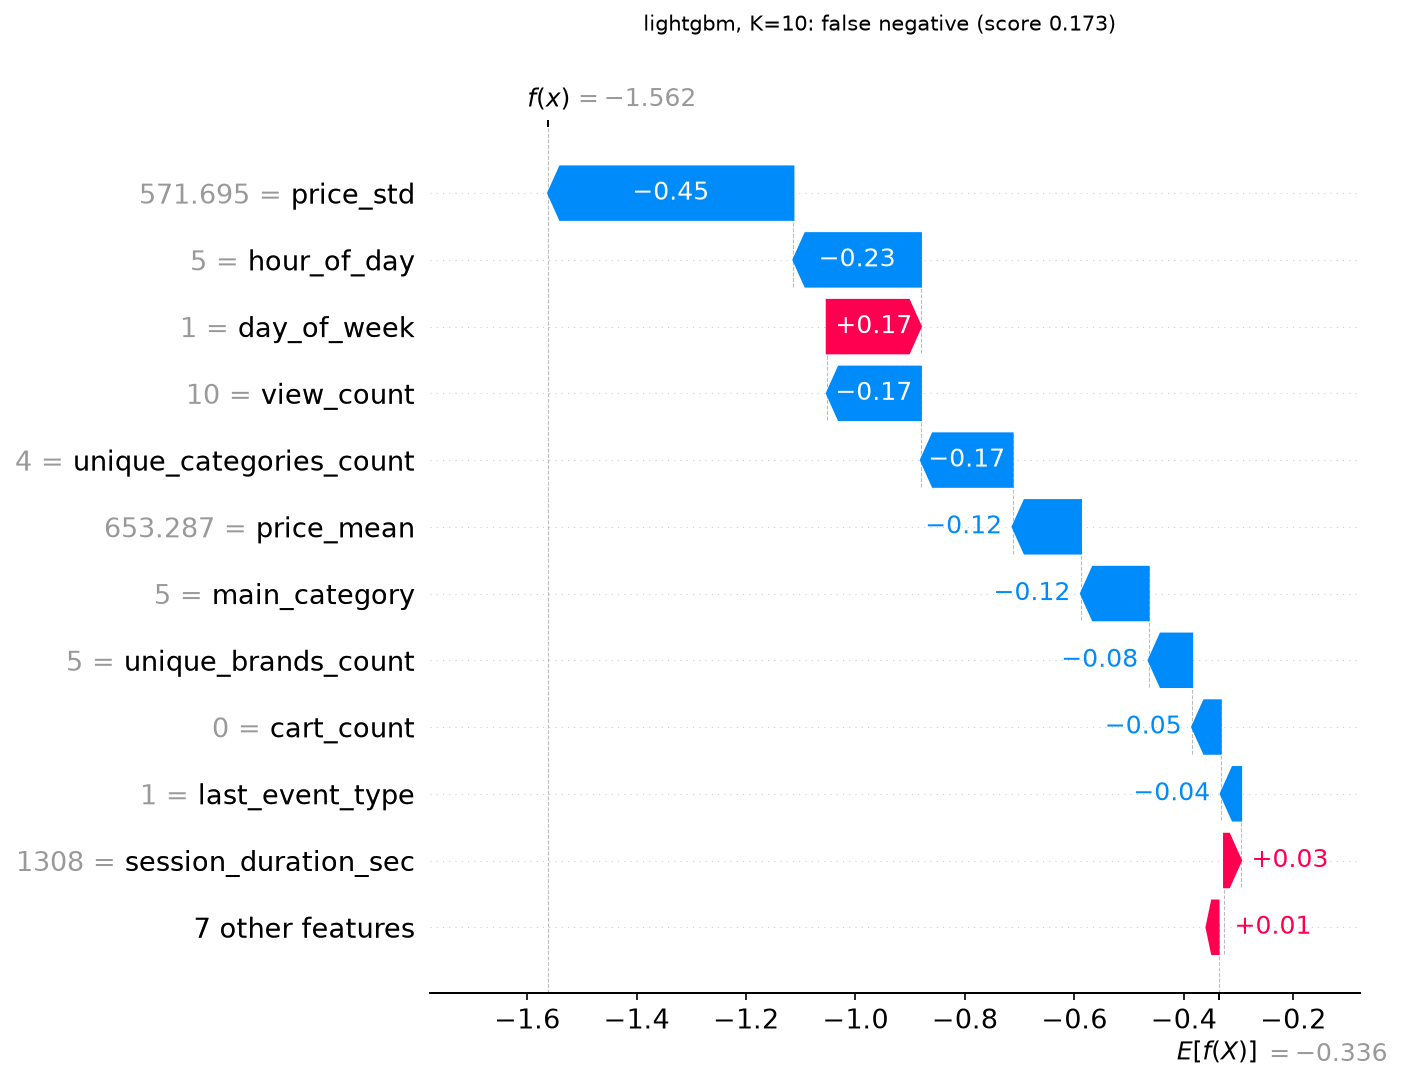 lightgbm, K=10: false negative (score 0.173)
f(x) = −1.562
571.695 = price_std −0.45
5 = hour_of_day −0.23
1 = day_of_week +0.17
10 = view_count −0.17
4 = unique_categories_count −0.17
653.287 = price_mean −0.12
5 = main_category −0.12
5 = unique_brands_count −0.08
0 = cart_count −0.05
1 = last_event_type −0.04
1308 = session_duration_sec +0.03
7 other features +0.01
−1.6 −1.4 −1.2 −1.0 −0.8 −0.6 −0.4 −0.2
E[f(X)] = −0.336